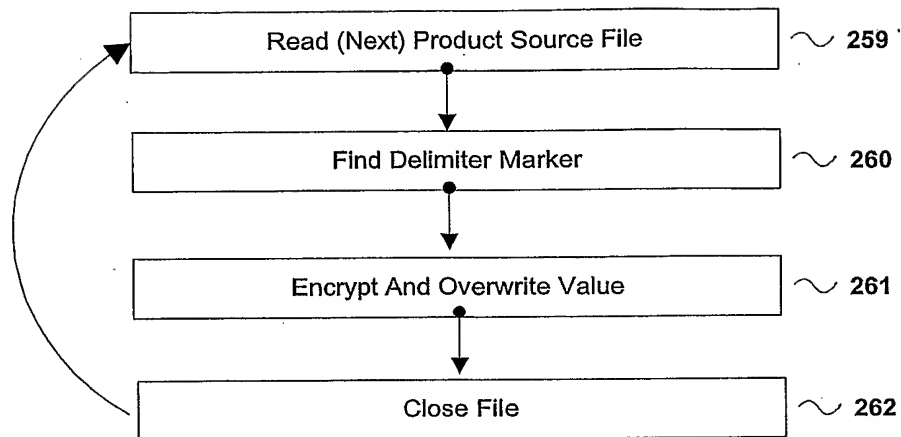 Read (Next) Product Source File 259
Find Delimiter Marker 260
Encrypt And Overwrite Value 261
Close File 262